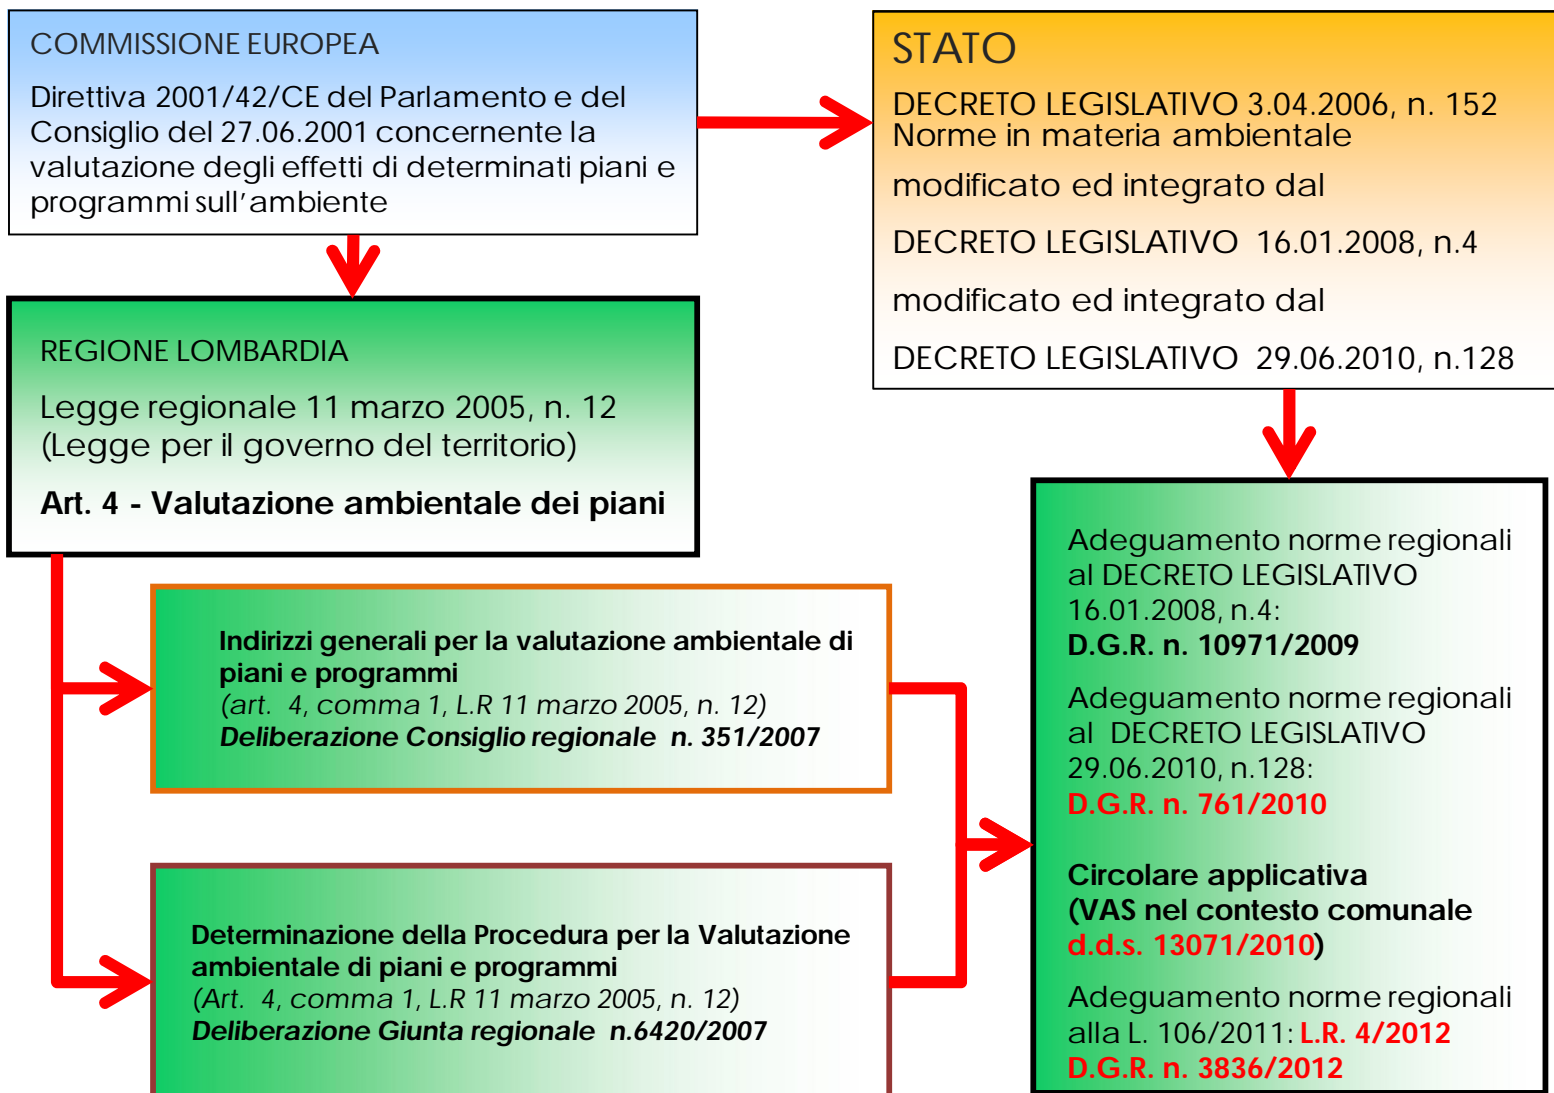 COMMISSIONE EUROPEA
Direttiva 2001/42/CE del Parlamento e del
Consiglio del 27.06.2001 concernente la
valutazione degli effetti di determinati piani e
programmi sull'ambiente
STATO
DECRETO LEGISLATIVO 3.04.2006, n. 152
Norme in materia ambientale
modificato ed integrato dal
DECRETO LEGISLATIVO 16.01.2008, n.4
modificato ed integrato dal
DECRETO LEGISLATIVO 29.06.2010, n.128
REGIONE LOMBARDIA
Legge regionale 11 marzo 2005, n. 12
(Legge per il governo del territorio)
Art. 4 - Valutazione ambientale dei piani
Indirizzi generali per la valutazione ambientale di
piani e programmi
(art. 4, comma 1, L.R 11 marzo 2005, n. 12)
Deliberazione Consiglio regionale n. 351/2007
Determinazione della Procedura per la Valutazione
ambientale di piani e programmi
(Art. 4, comma 1, L.R 11 marzo 2005, n. 12)
Deliberazione Giunta regionale n.6420/2007
Adeguamento norme regionali
al DECRETO LEGISLATIVO
16.01.2008, n.4:
D.G.R. n. 10971/2009
Adeguamento norme regionali
al DECRETO LEGISLATIVO
29.06.2010, n.128:
D.G.R. n. 761/2010
Circolare applicativa
(VAS nel contesto comunale
d.d.s. 13071/2010)
Adeguamento norme regionali
alla L. 106/2011: L.R. 4/2012
D.G.R. n. 3836/2012